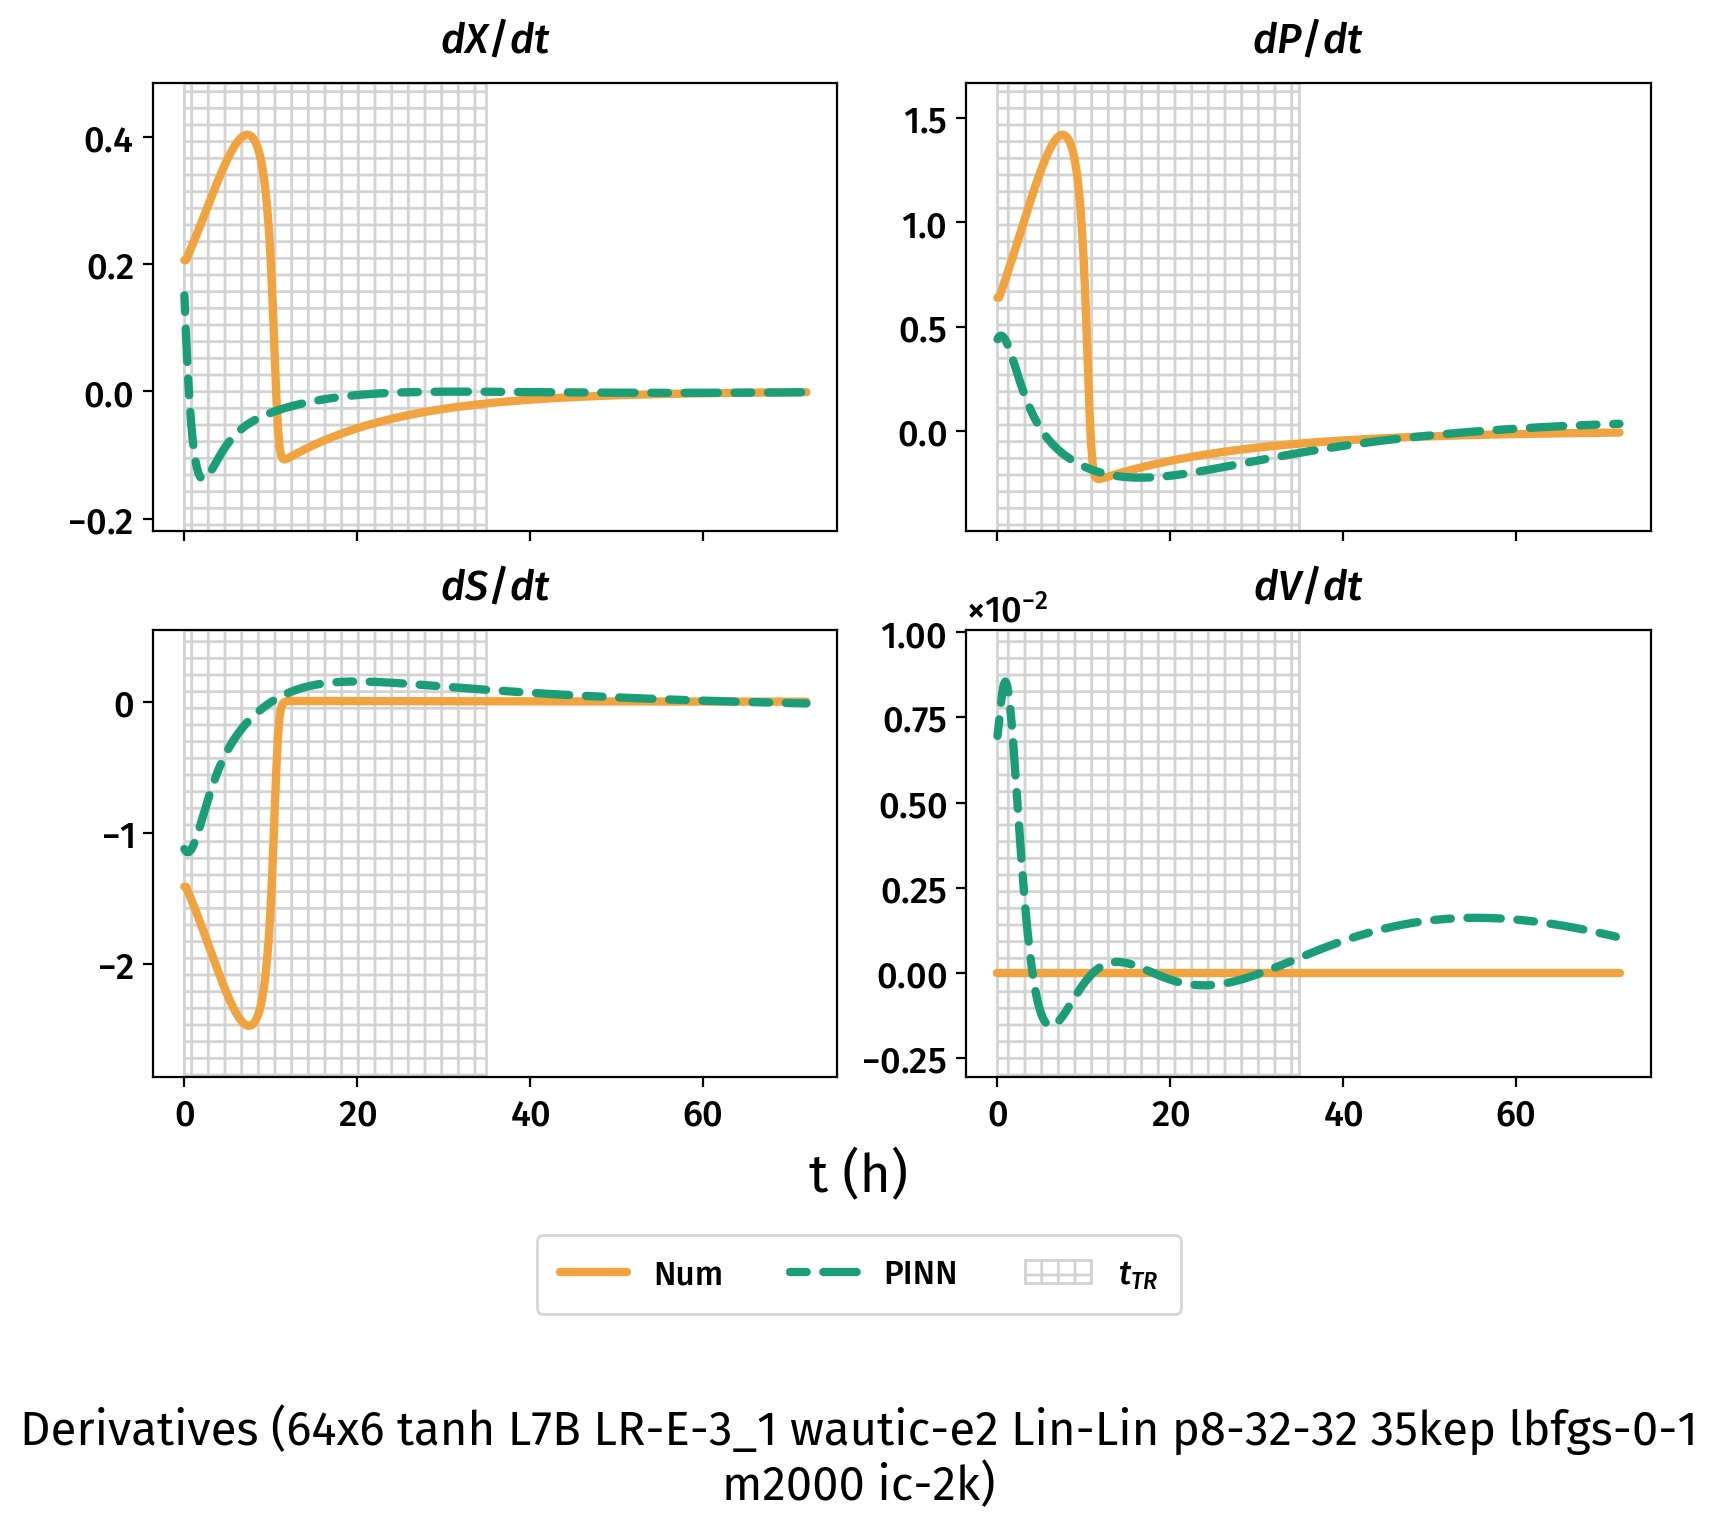 dX/dt
dP/dt
0.4
0.2
0.0
−0.2
1.5
1.0
0.5
0.0
dS/dt
dV/dt
×10⁻²
0
−1
−2
1.00
0.75
0.50
0.25
0.00
−0.25
0 20 40 60
0 20 40 60
t (h)
Num PINN t_TR
Derivatives (64x6 tanh L7B LR-E-3_1 wautic-e2 Lin-Lin p8-32-32 35kep lbfgs-0-1
m2000 ic-2k)